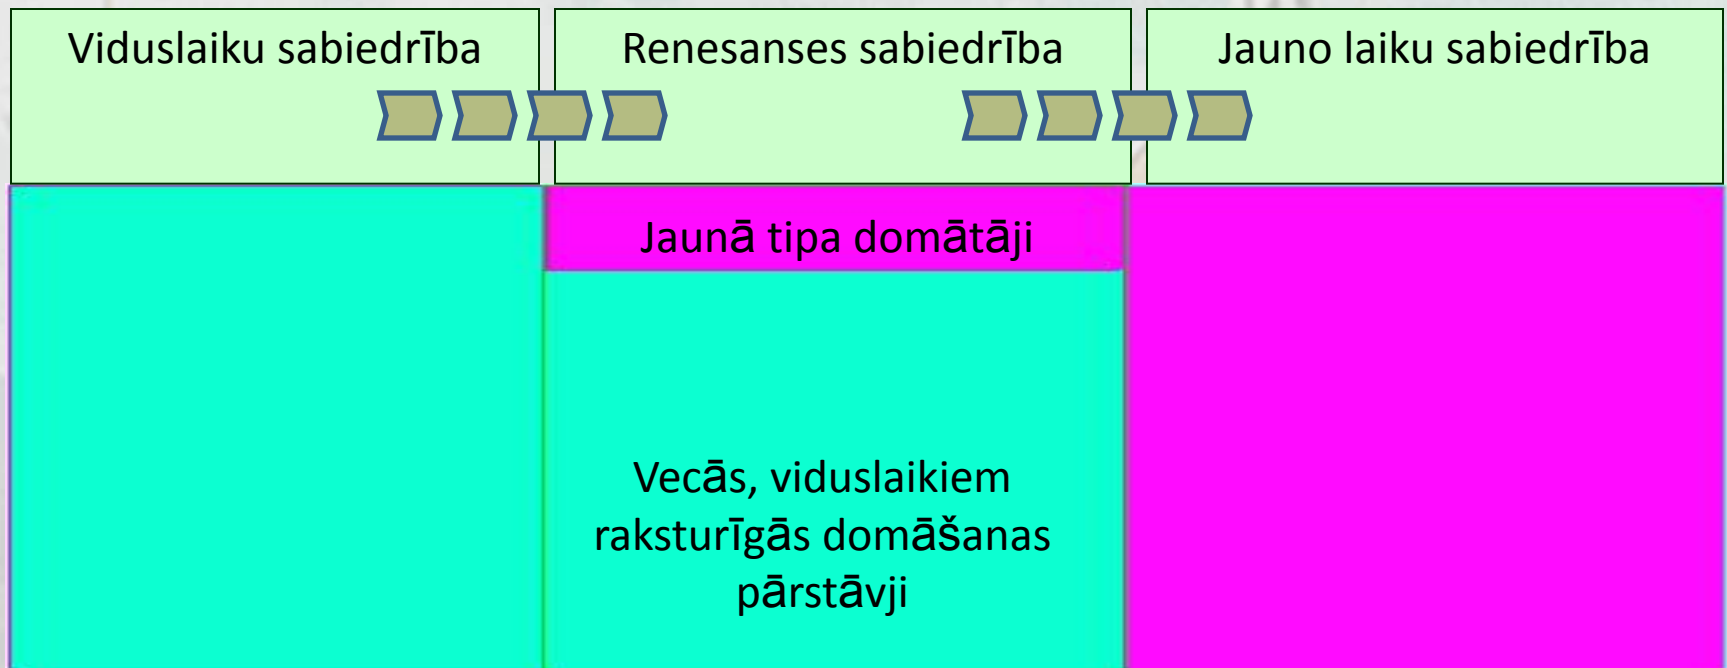 Viduslaiku sabiedrība
Renesanses sabiedrība
Jauno laiku sabiedrība
Jaunā tipa domātāji
Vecās, viduslaikiem
raksturīgās domāšanas
pārstāvji